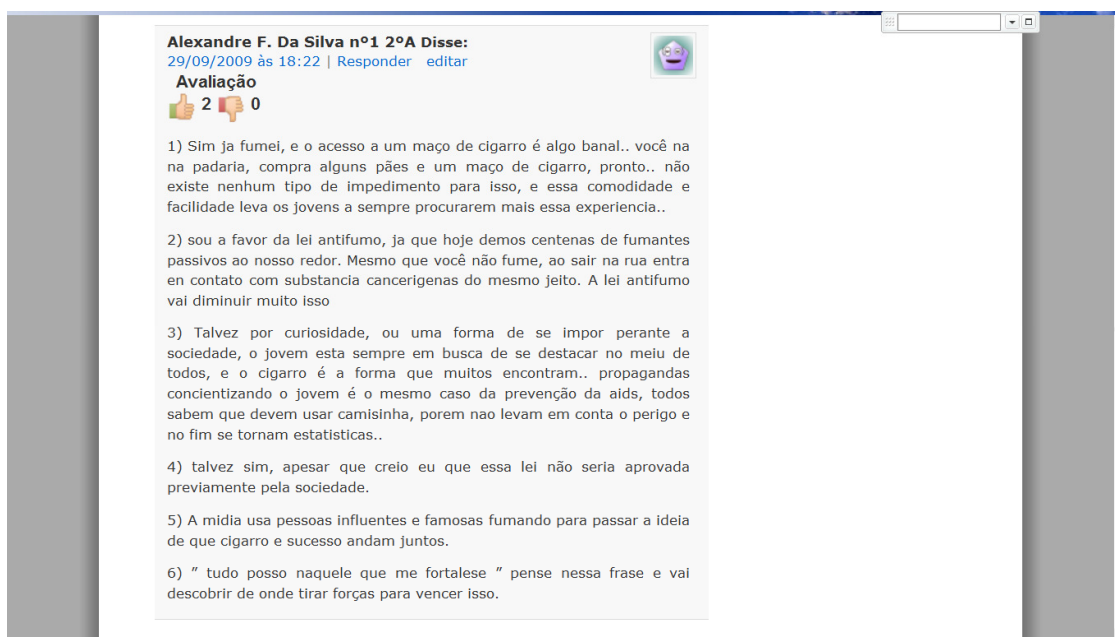 Alexandre F. Da Silva nº1 2ºA Disse:
29/09/2009 às 18:22 | Responder editar
Avaliação
2 0
1) Sim ja fumei, e o acesso a um maço de cigarro é algo banal.. você na
na padaria, compra alguns pães e um maço de cigarro, pronto.. não
existe nenhum tipo de impedimento para isso, e essa comodidade e
facilidade leva os jovens a sempre procurarem mais essa experiencia..
2) sou a favor da lei antifumo, ja que hoje demos centenas de fumantes
passivos ao nosso redor. Mesmo que você não fume, ao sair na rua entra
en contato com substancia cancerigenas do mesmo jeito. A lei antifumo
vai diminuir muito isso
3) Talvez por curiosidade, ou uma forma de se impor perante a
sociedade, o jovem esta sempre em busca de se destacar no meiu de
todos, e o cigarro é a forma que muitos encontram.. propagandas
concientizando o jovem é o mesmo caso da prevenção da aids, todos
sabem que devem usar camisinha, porem nao levam em conta o perigo e
no fim se tornam estatisticas..
4) talvez sim, apesar que creio eu que essa lei não seria aprovada
previamente pela sociedade.
5) A midia usa pessoas influentes e famosas fumando para passar a ideia
de que cigarro e sucesso andam juntos.
6) " tudo posso naquele que me fortalese " pense nessa frase e vai
descobrir de onde tirar forças para vencer isso.